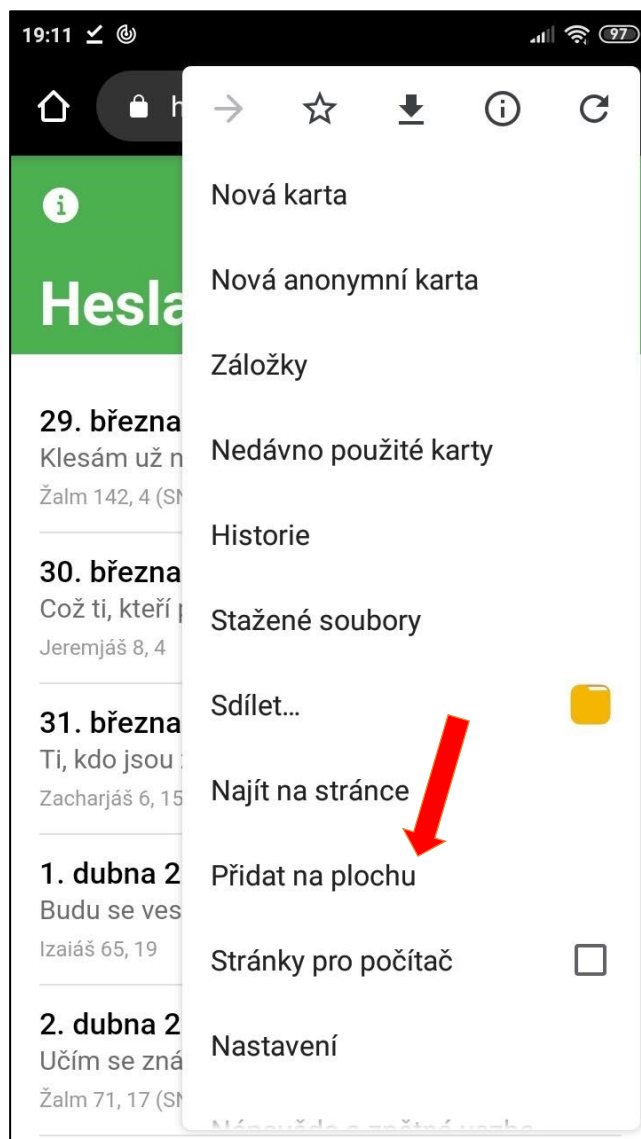 19:11
97
Nová karta
Nová anonymní karta
Záložky
Nedávno použité karty
Historie
Stažené soubory
Sdílet...
Najít na stránce
Přidat na plochu
Stránky pro počítač
Nastavení
Hesla
29. března
Klesám už n
Žalm 142, 4 (SN
30. března
Což ti, kteří
Jeremjáš 8, 4
31. března
Ti, kdo jsou
Zacharjáš 6, 15
1. dubna 2
Budu se ves
Izaiáš 65, 19
2. dubna 2
Učím se zná
Žalm 71, 17 (SN